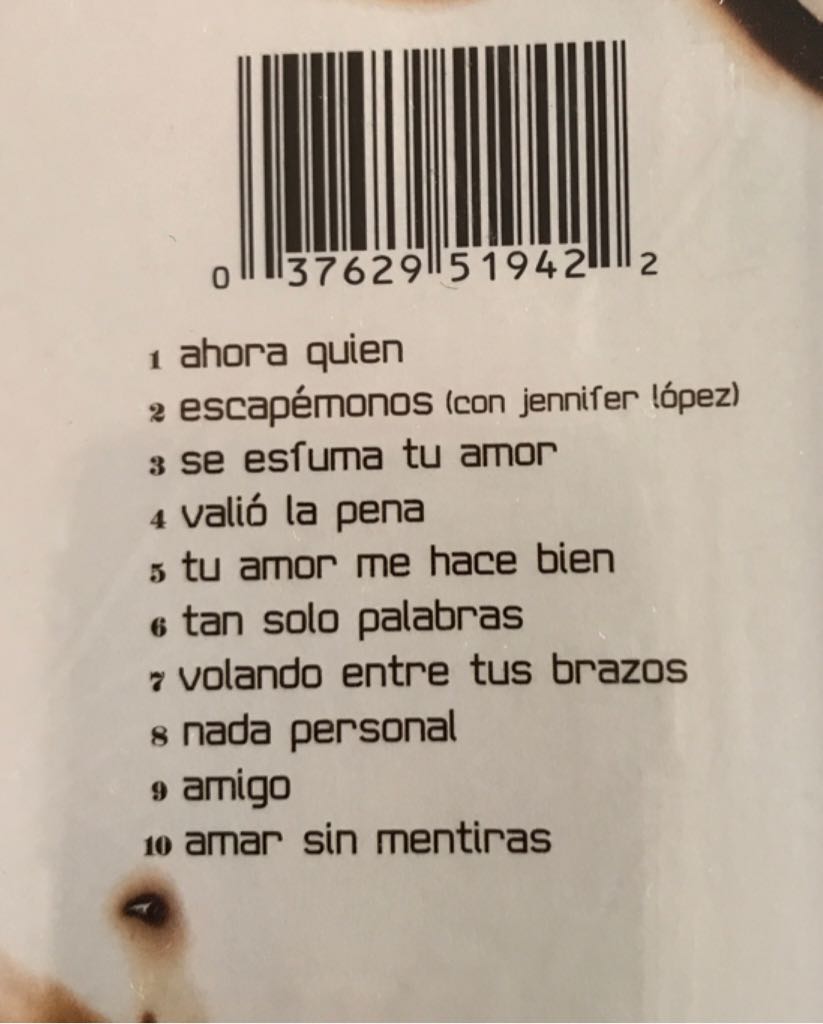 0 37629 51942 2
1 ahora quien
2 escapémonos (con jennifer lópez)
3 se esfuma tu amor
4 valió la pena
5 tu amor me hace bien
6 tan solo palabras
7 volando entre tus brazos
8 nada personal
9 amigo
10 amar sin mentiras